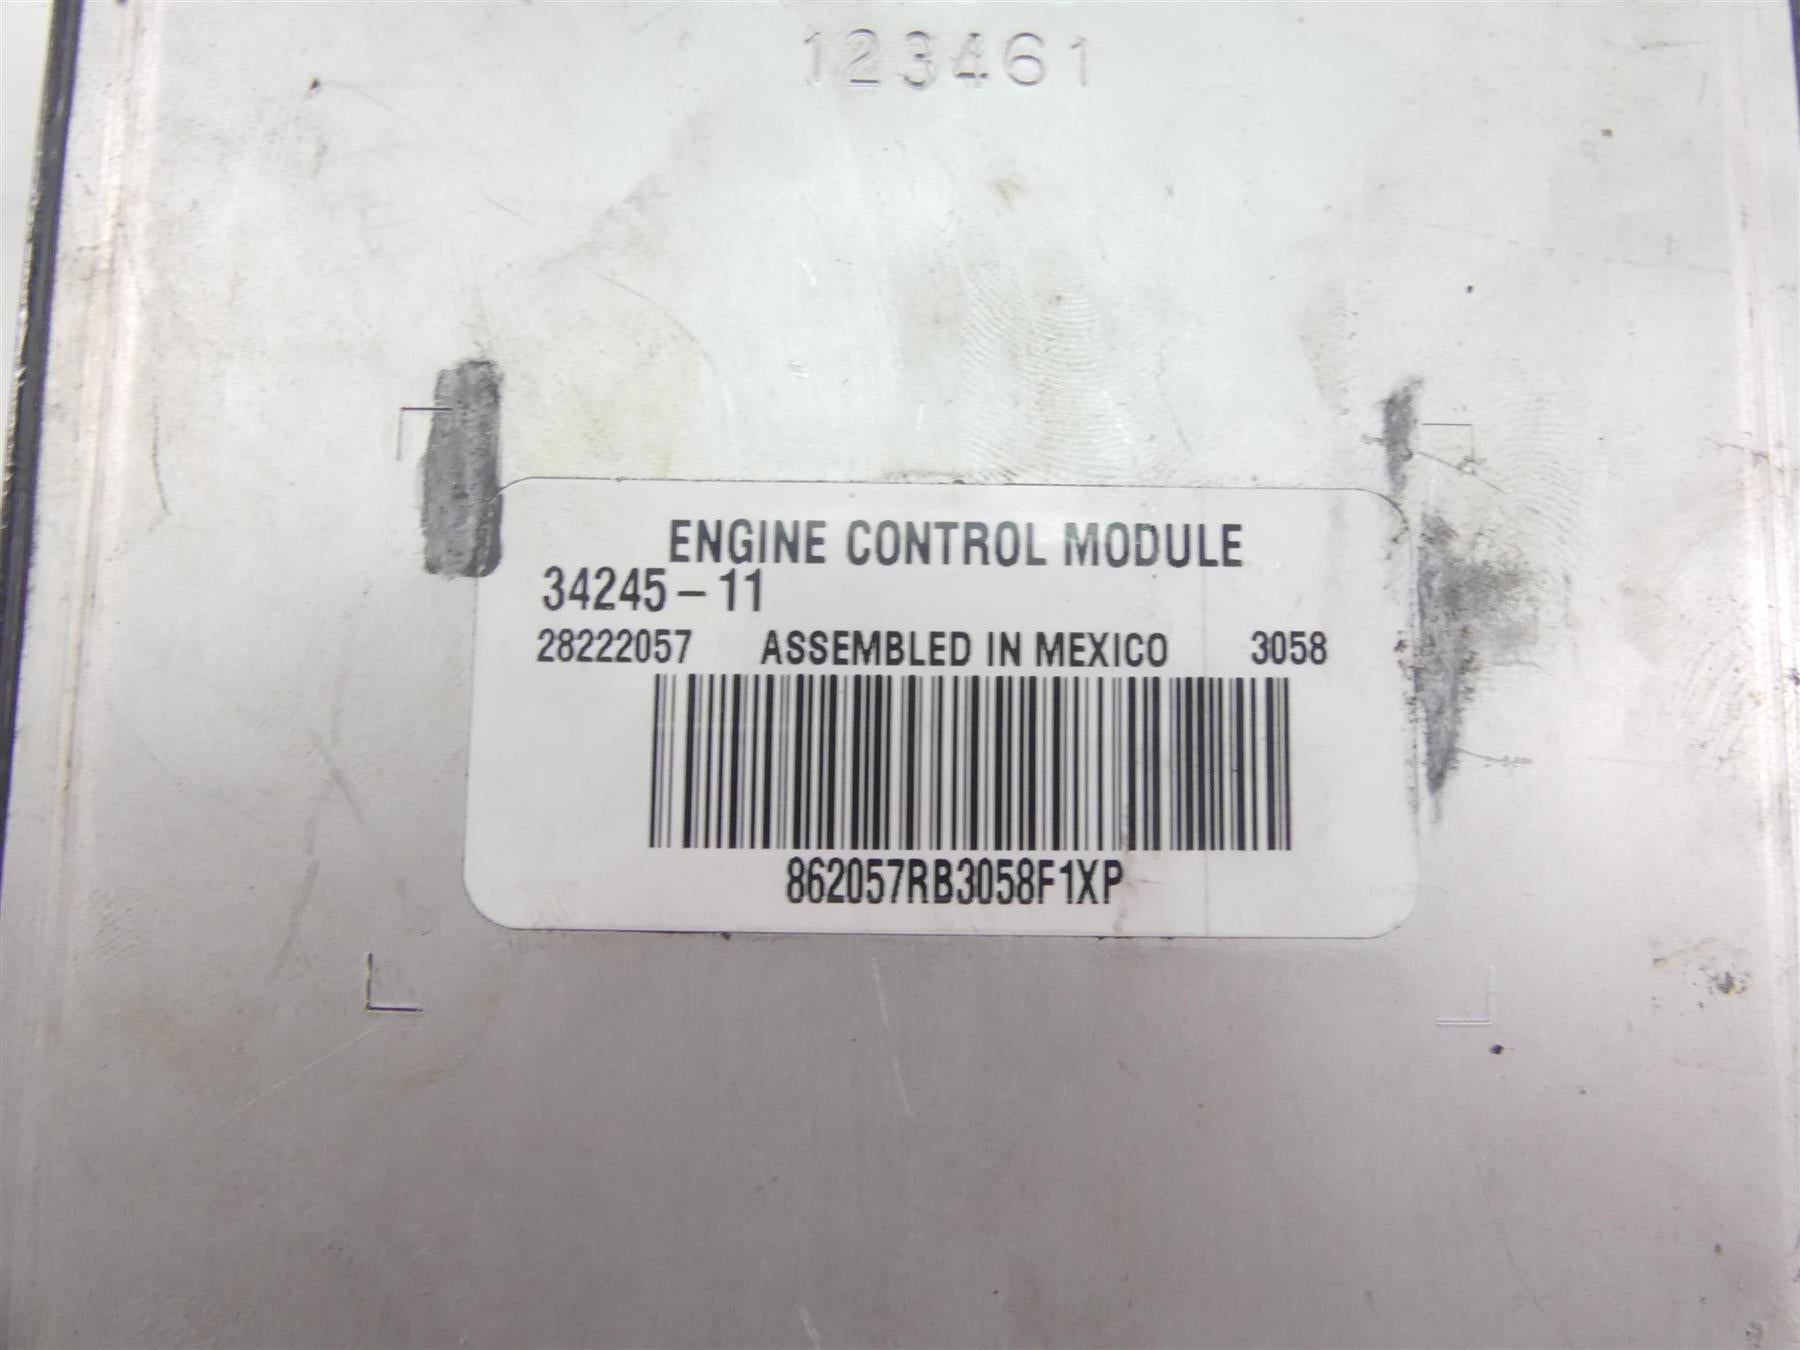 123461
ENGINE CONTROL MODULE
34245-11
28222057 ASSEMBLED IN MEXICO 3058
862057RB3058F1XP